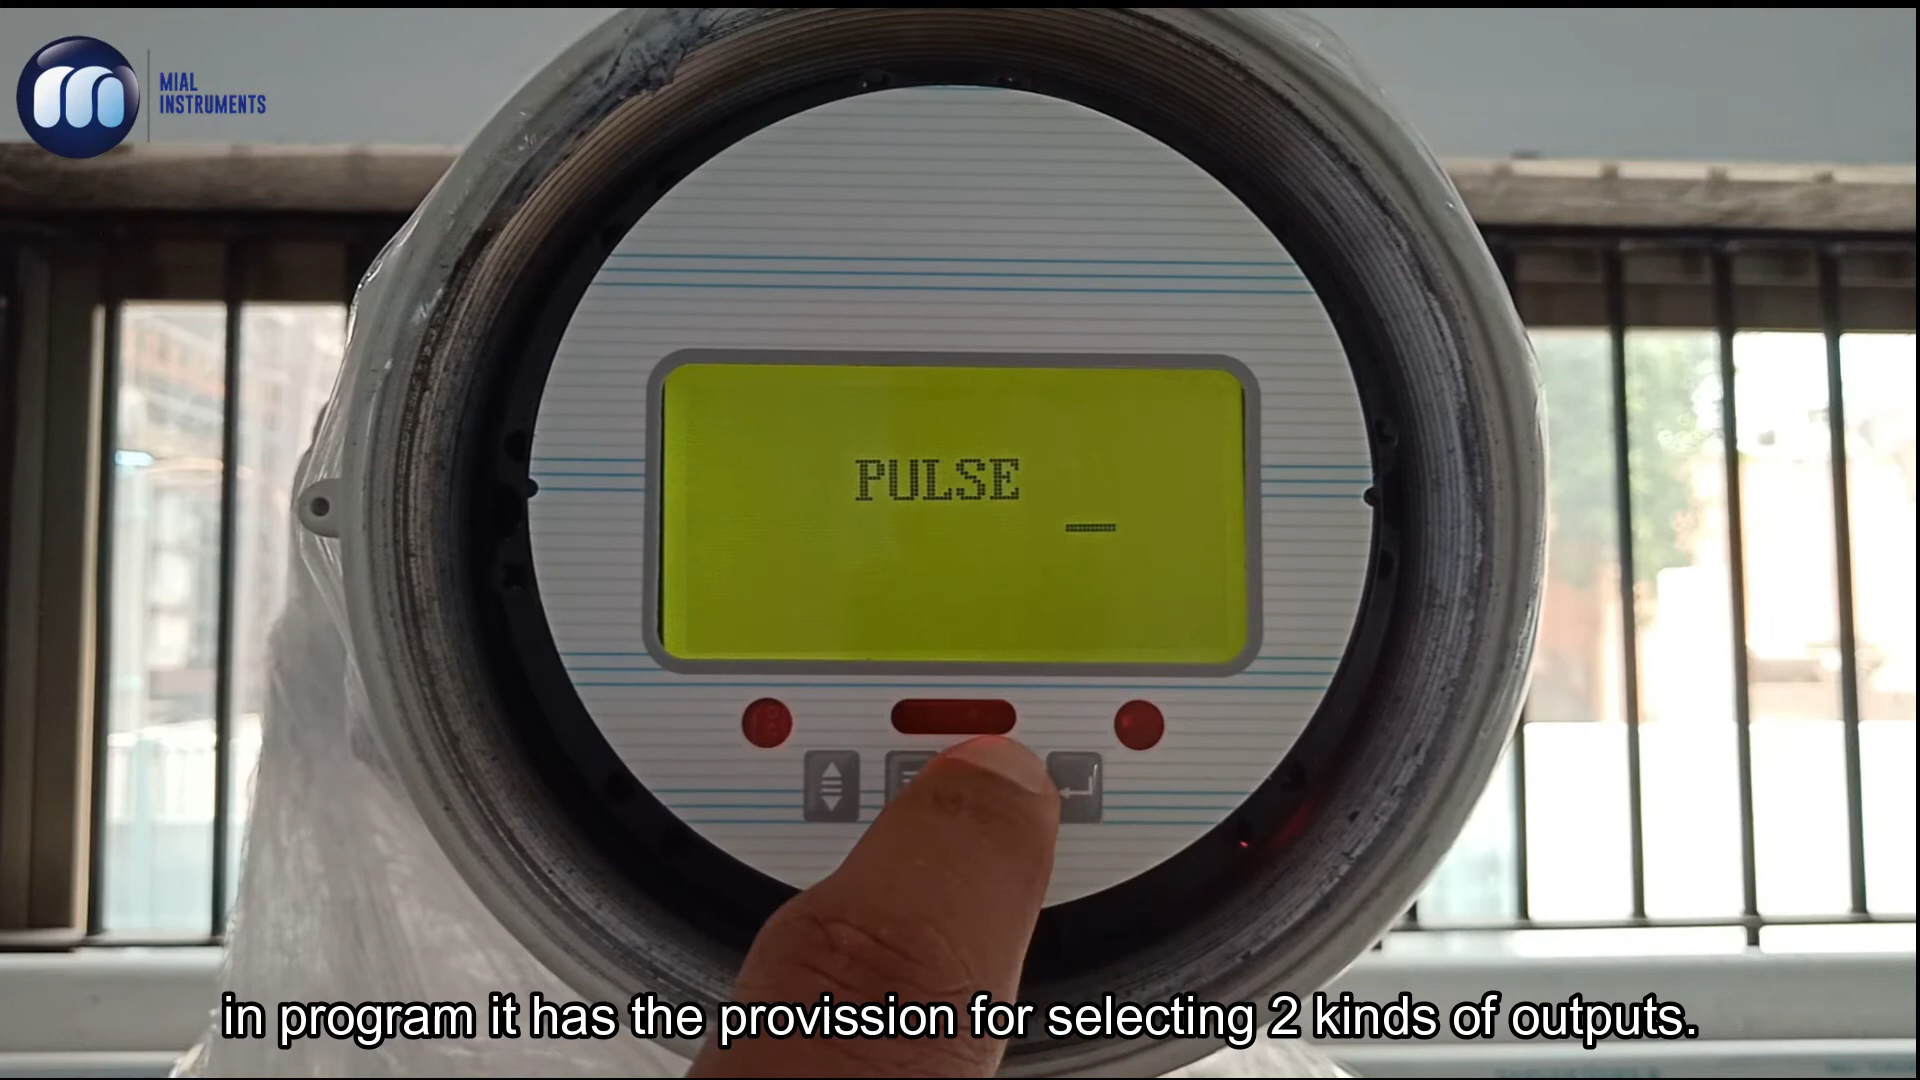 MIAL
INSTRUMENTS
PULSE
in program it has the provission for selecting 2 kinds of outputs.